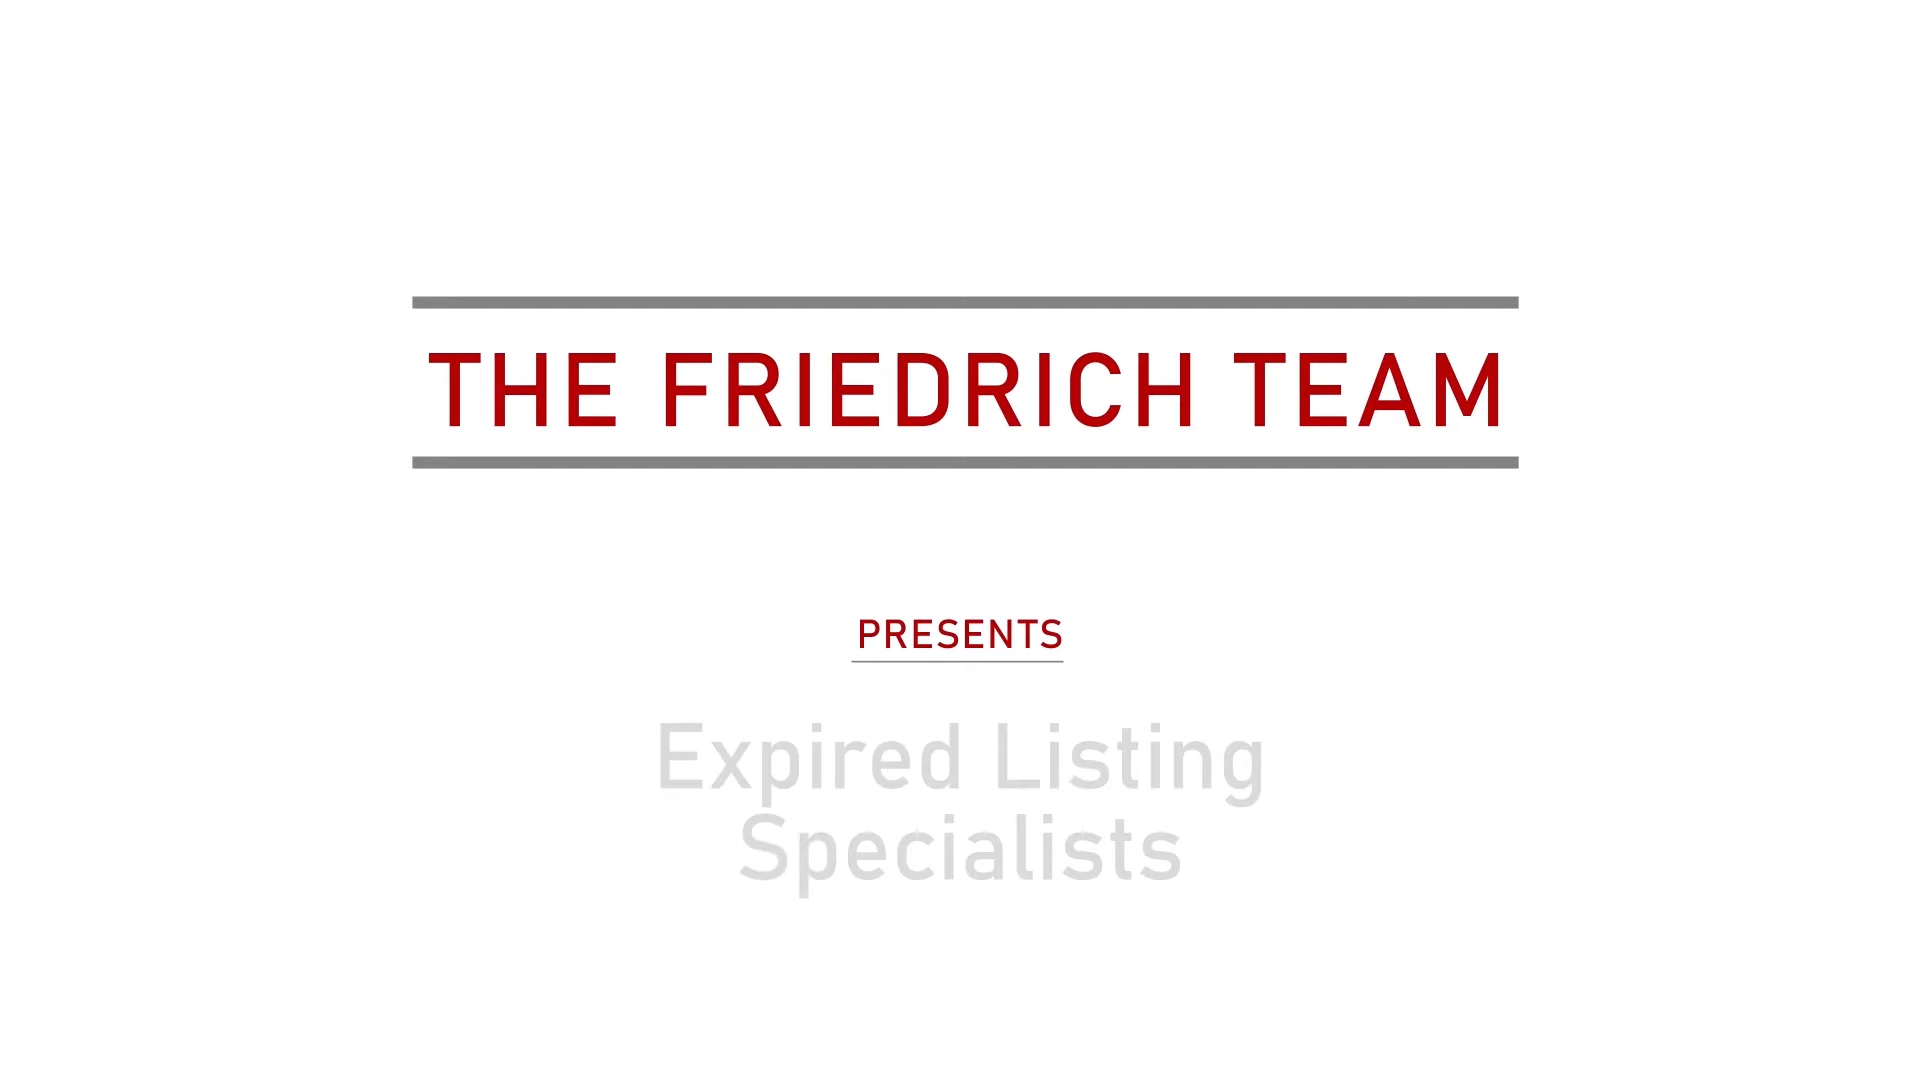 THE FRIEDRICH TEAM
PRESENTS
Expired Listing
Specialists